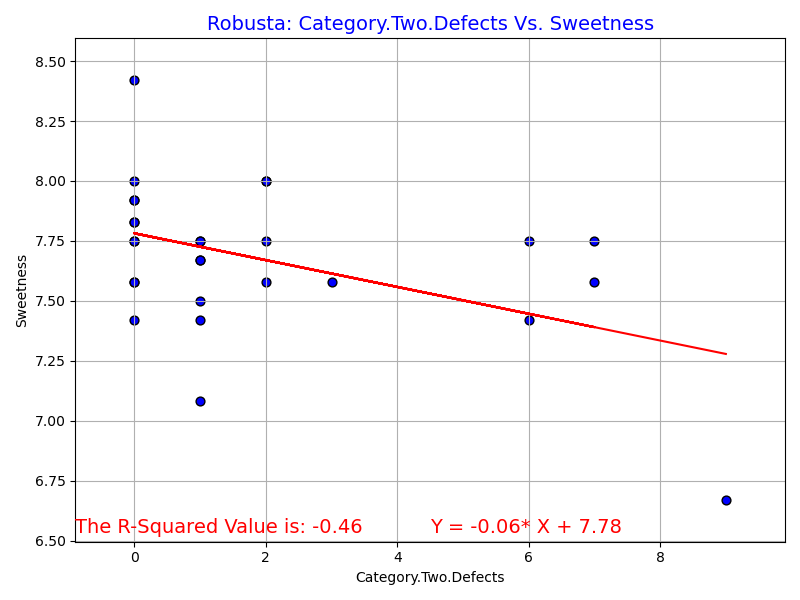 Robusta: Category.Two.Defects Vs. Sweetness
8.50
8.25
8.00
7.75
7.50
7.25
7.00
6.75
6.50
Sweetness
The R-Squared Value is: -0.46
Y = -0.06* X + 7.78
0 2 4 6 8
Category.Two.Defects